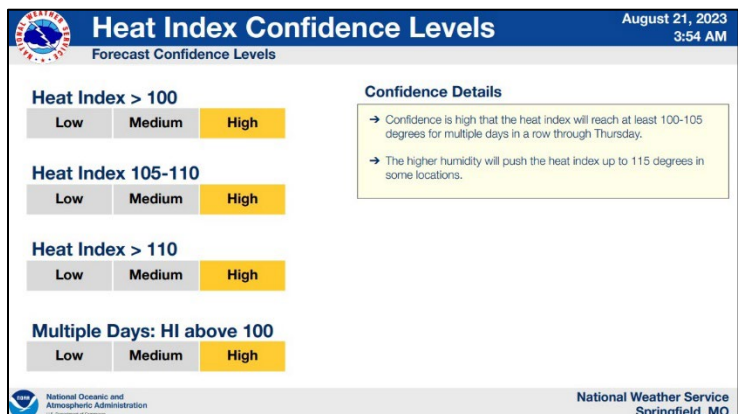 Heat Index Confidence Levels
August 21, 2023
3:54 AM
Forecast Confidence Levels
Heat Index > 100
Low Medium High
Heat Index 105-110
Low Medium High
Heat Index > 110
Low Medium High
Multiple Days: HI above 100
Low Medium High
Confidence Details
➔ Confidence is high that the heat index will reach at least 100-105
degrees for multiple days in a row through Thursday.
➔ The higher humidity will push the heat index up to 115 degrees in
some locations.
National Oceanic and
Atmospheric Administration
National Weather Service
Springfield, MO